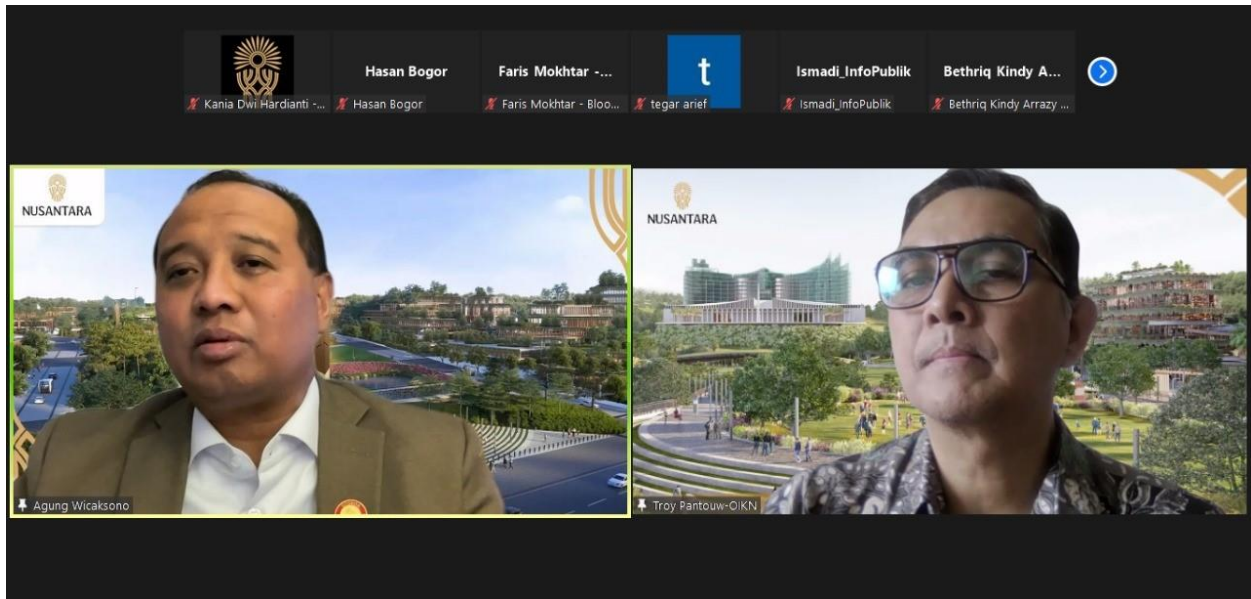 Hasan Bogor
Faris Mokhtar -...
t
Ismadi_InfoPublik
Bethriq Kindy A...
Kania Dwi Hardianti -...
Hasan Bogor
Faris Mokhtar - Bloo...
tegar arief
Ismadi_InfoPublik
Bethriq Kindy Arrazy ...
NUSANTARA
NUSANTARA
Agung Wicaksono
Troy Pantouw-OIKN